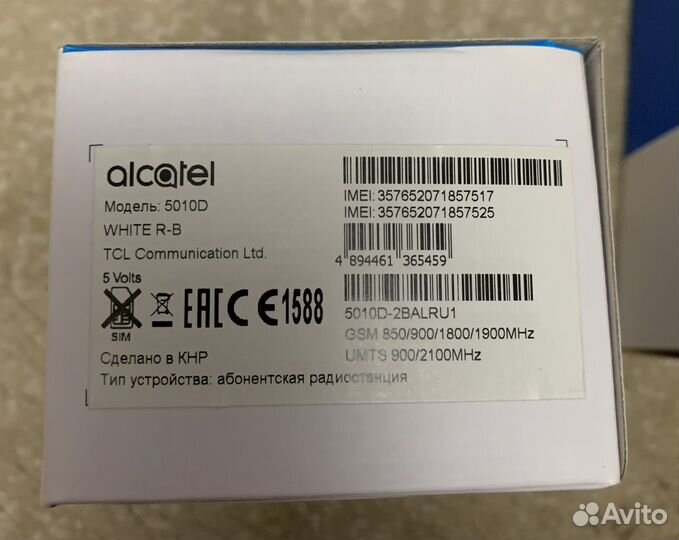 alcatel
Модель: 5010D
WHITE R-B
TCL Communication Ltd.
5 Volts
SIM
EAC CE1588
Сделано в КНР
Тип устройства: абонентская радиостанция
IMEI: 357652071857517
IMEI: 357652071857525
4 894461 365459
5010D-2BALRU1
GSM 850/900/1800/1900MHz
UMTS 900/2100MHz
Avito